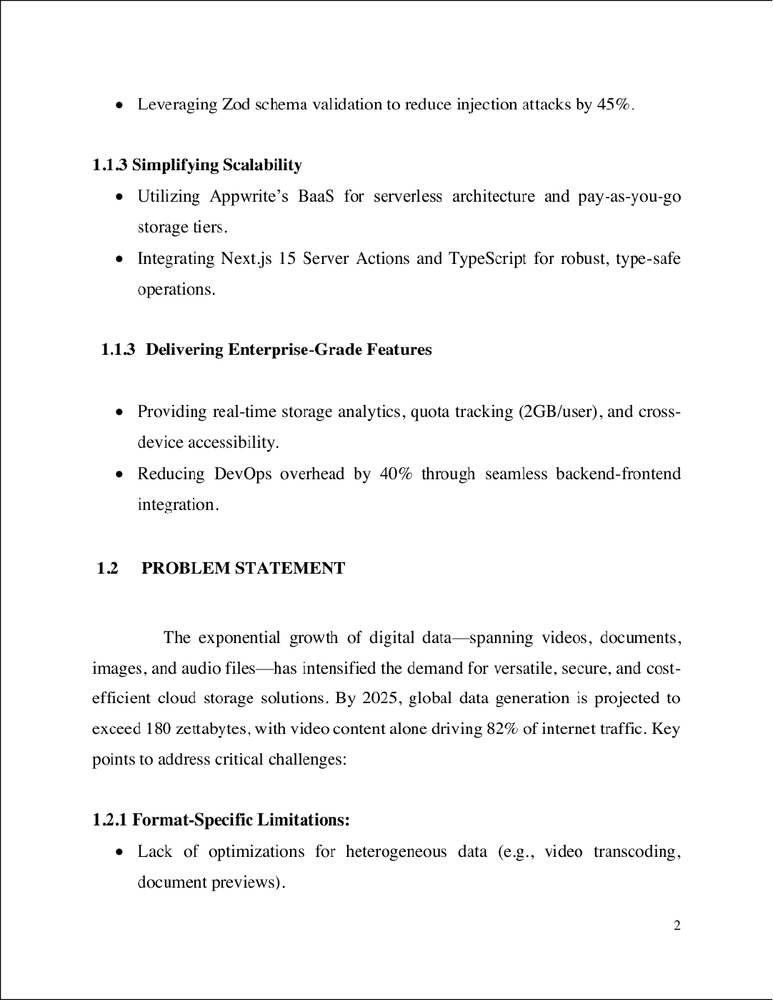 • Leveraging Zod schema validation to reduce injection attacks by 45%.
1.1.3 Simplifying Scalability
• Utilizing Appwrite’s BaaS for serverless architecture and pay-as-you-go
storage tiers.
• Integrating Next.js 15 Server Actions and TypeScript for robust, type-safe
operations.
1.1.3 Delivering Enterprise-Grade Features
• Providing real-time storage analytics, quota tracking (2GB/user), and cross-
device accessibility.
• Reducing DevOps overhead by 40% through seamless backend-frontend
integration.
1.2 PROBLEM STATEMENT
The exponential growth of digital data—spanning videos, documents,
images, and audio files—has intensified the demand for versatile, secure, and cost-
efficient cloud storage solutions. By 2025, global data generation is projected to
exceed 180 zettabytes, with video content alone driving 82% of internet traffic. Key
points to address critical challenges:
1.2.1 Format-Specific Limitations:
• Lack of optimizations for heterogeneous data (e.g., video transcoding,
document previews).
2